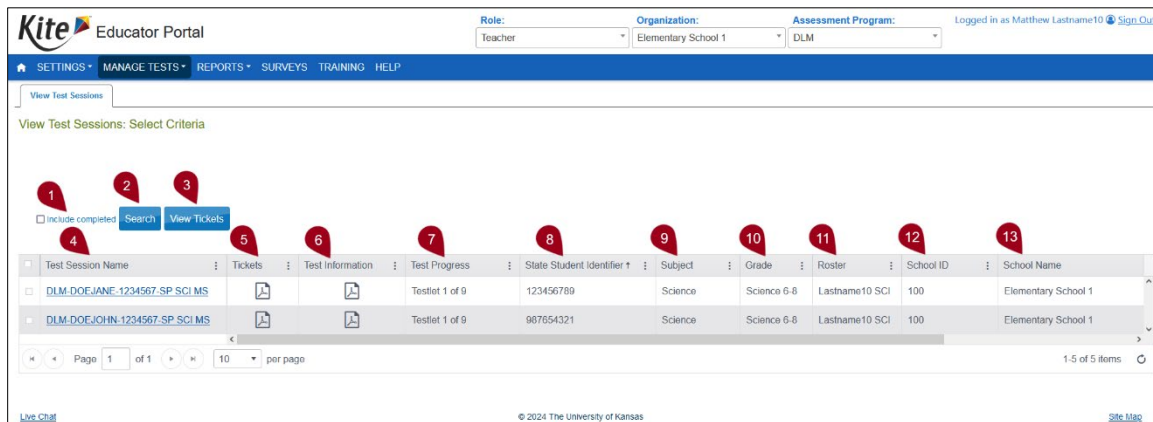 Kite Educator Portal
Role: Organization: Assessment Program: Logged in as Matthew Lastname10 Sign Out
Teacher Elementary School 1 DLM
SETTINGS MANAGE TESTS REPORTS SURVEYS TRAINING HELP
View Test Sessions
View Test Sessions: Select Criteria
1 2 3
Include completed Search View Tickets
4 5 6 7 8 9 10 11 12 13
Test Session Name Tickets Test Information Test Progress State Student Identifier ↑ Subject Grade Roster School ID School Name
DLM-DOEJANE-1234567-SP SCI MS Testlet 1 of 9 123456789 Science Science 6-8 Lastname10 SCI 100 Elementary School 1
DLM-DOEJOHN-1234567-SP SCI MS Testlet 1 of 9 987654321 Science Science 6-8 Lastname10 SCI 100 Elementary School 1
Page 1 of 1 10 per page 1-5 of 5 items
Live Chat © 2024 The University of Kansas Site Map